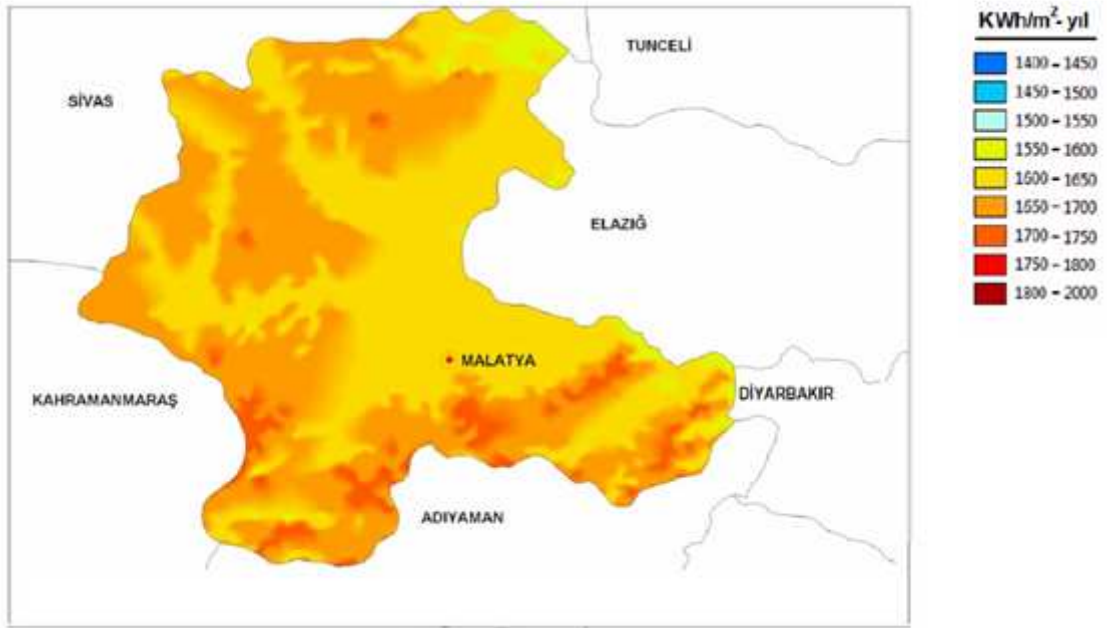 TUNCELİ
SİVAS
ELAZIĞ
MALATYA
KAHRAMANMARAŞ
DİYARBAKIR
ADIYAMAN
KWh/m²- yıl
1400 - 1450
1450 - 1500
1500 - 1550
1550 - 1600
1600 - 1650
1650 - 1700
1700 - 1750
1750 - 1800
1800 - 2000